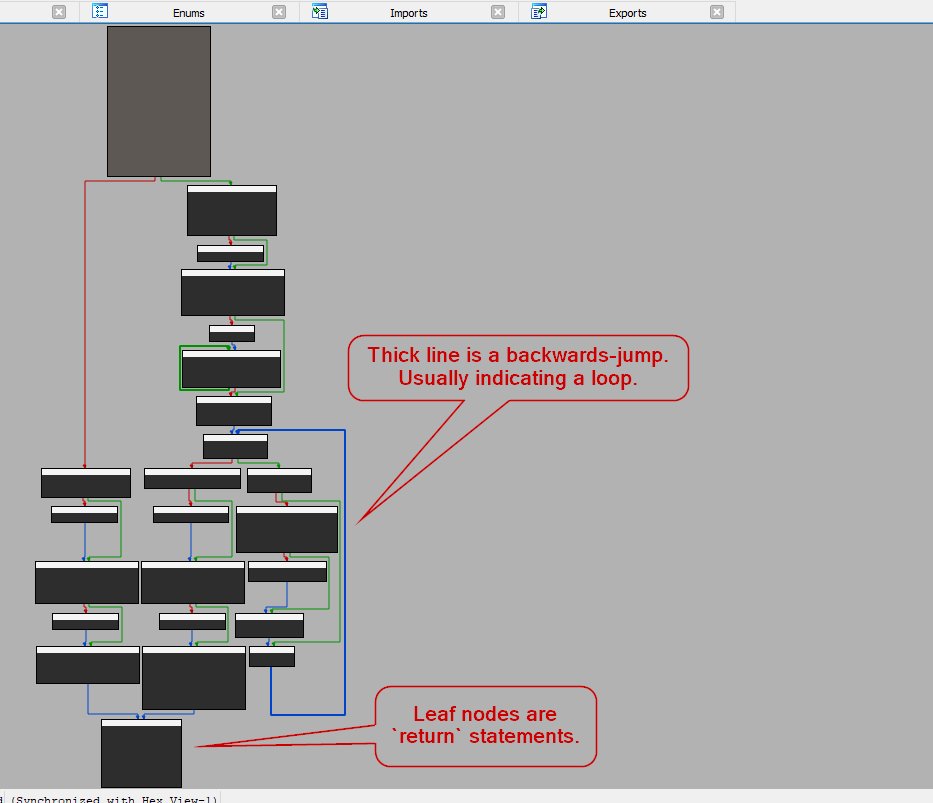 Enums
Imports
Exports
Thick line is a backwards-jump.
Usually indicating a loop.
Leaf nodes are
`return` statements.
(Synchronized with Hex View-1)